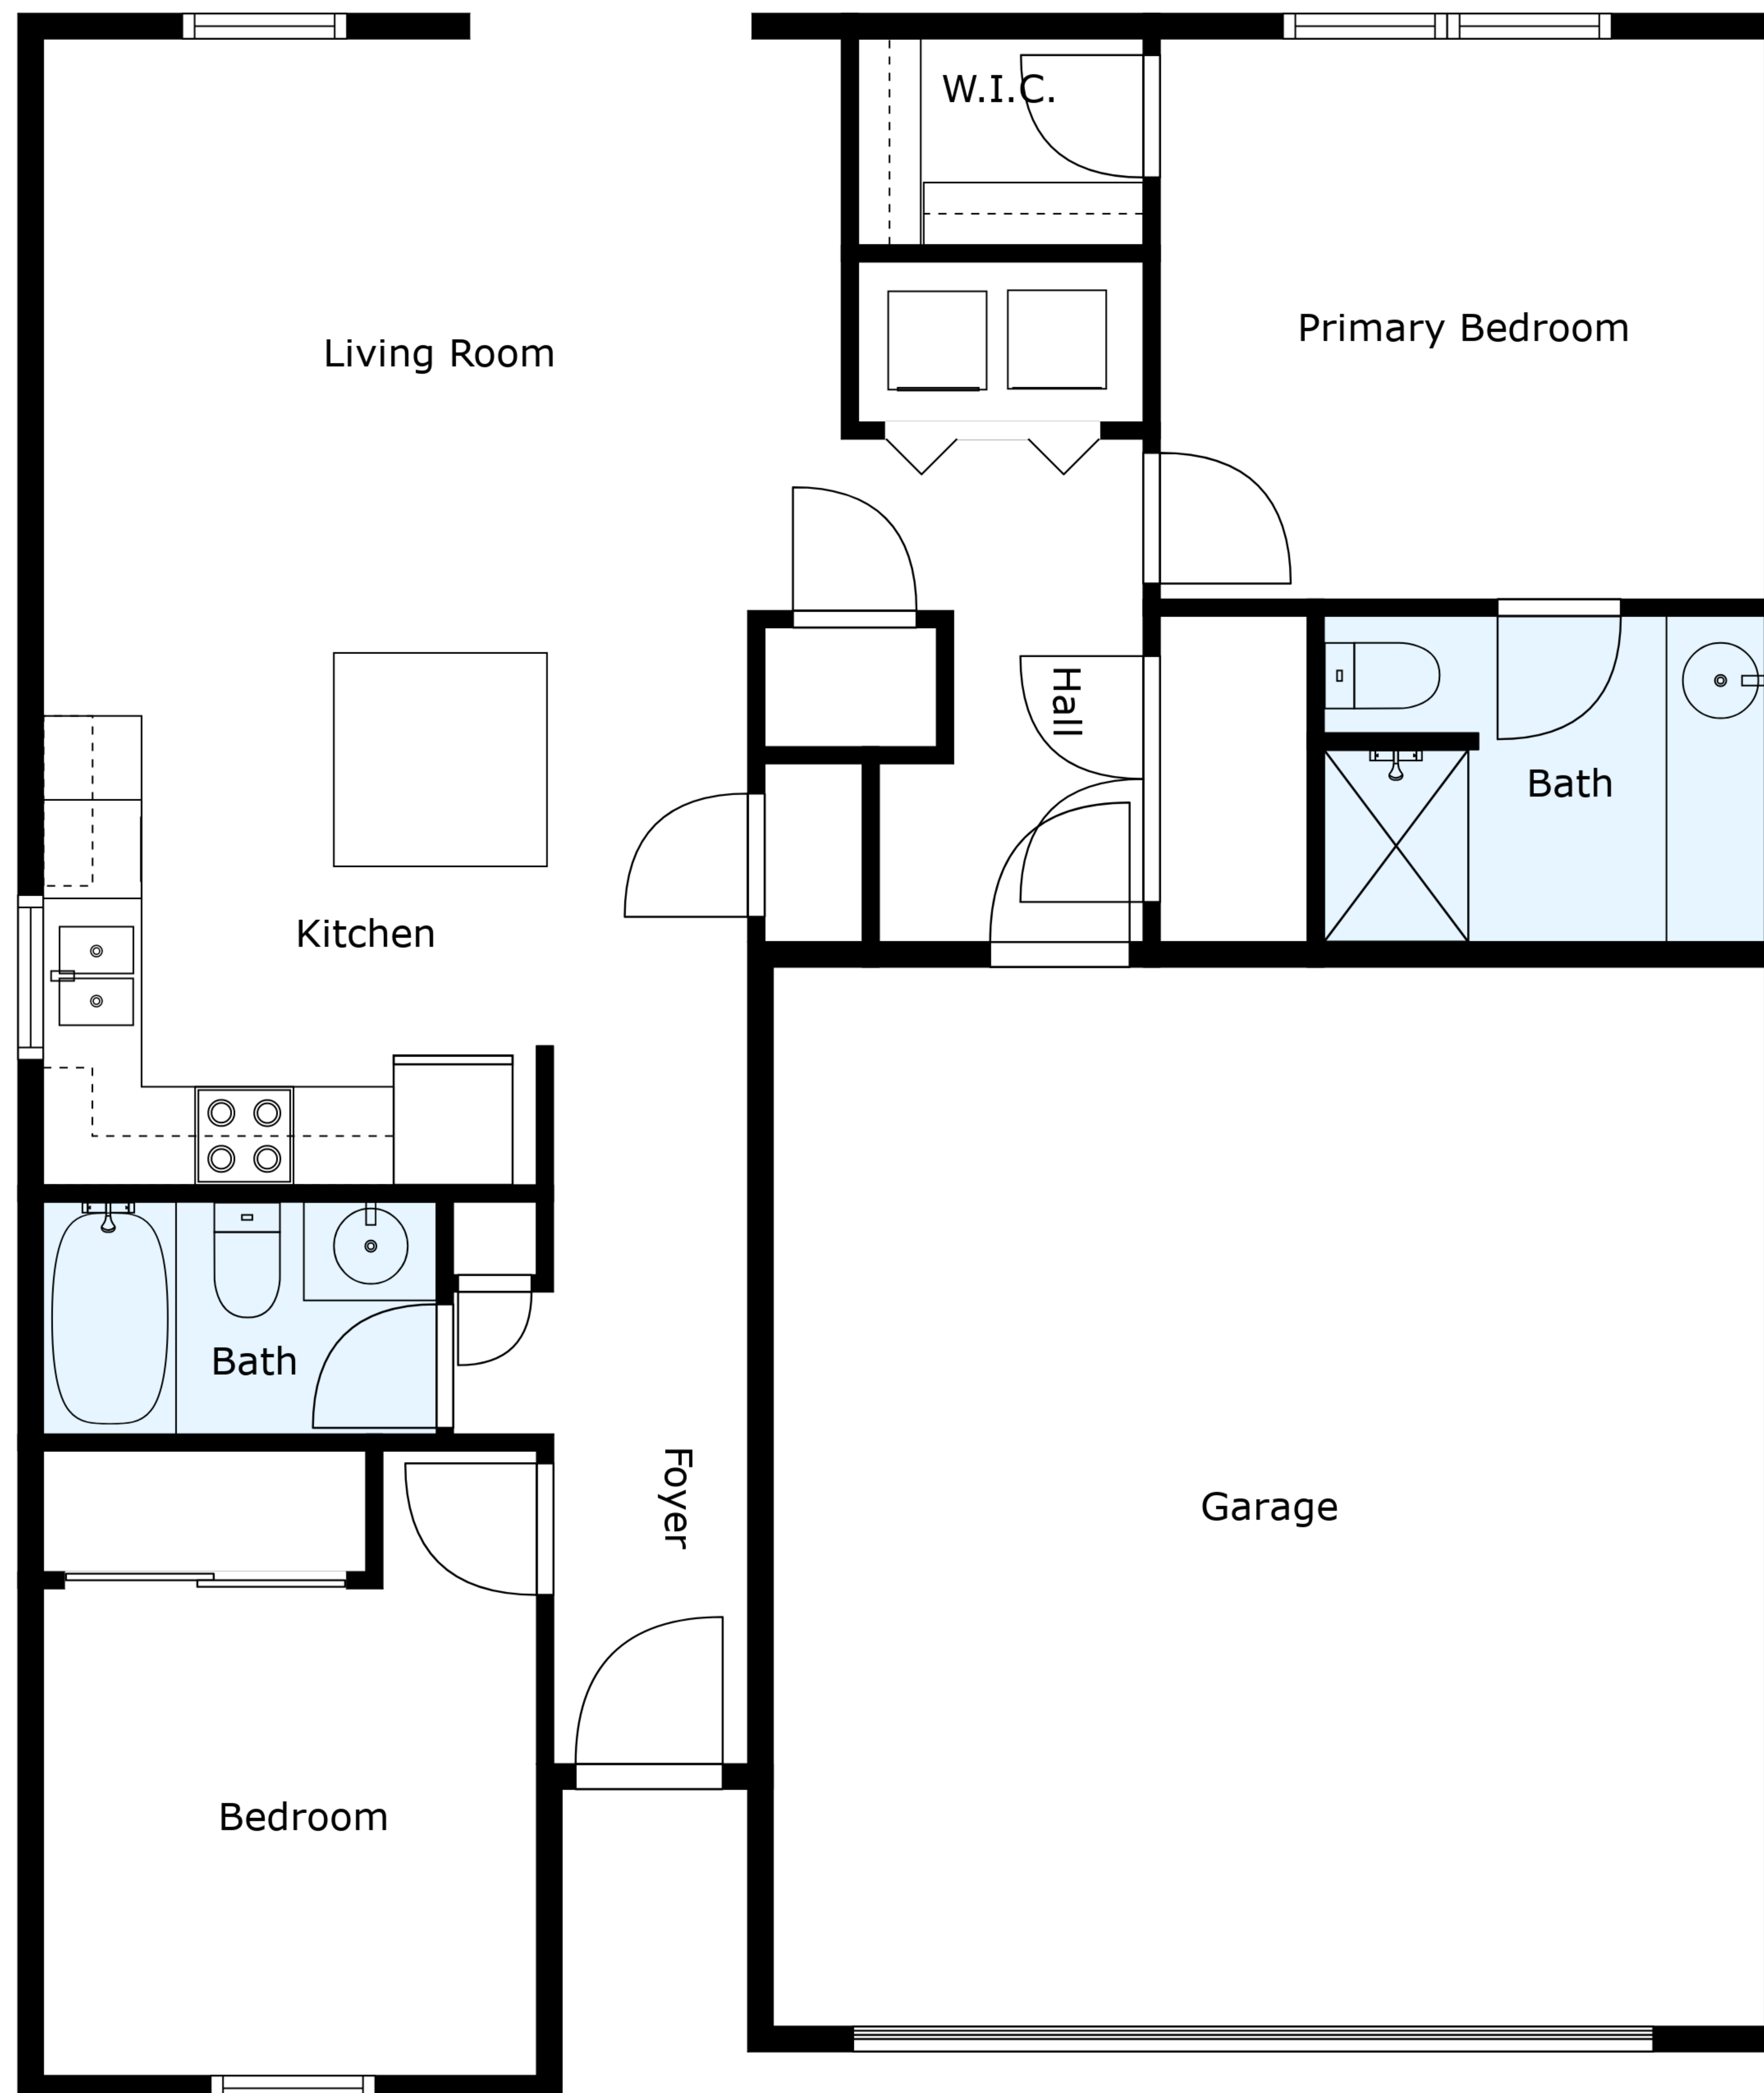 W.I.C.
Primary Bedroom
Living Room
Hall
Bath
Kitchen
Bath
Foyer
Garage
Bedroom